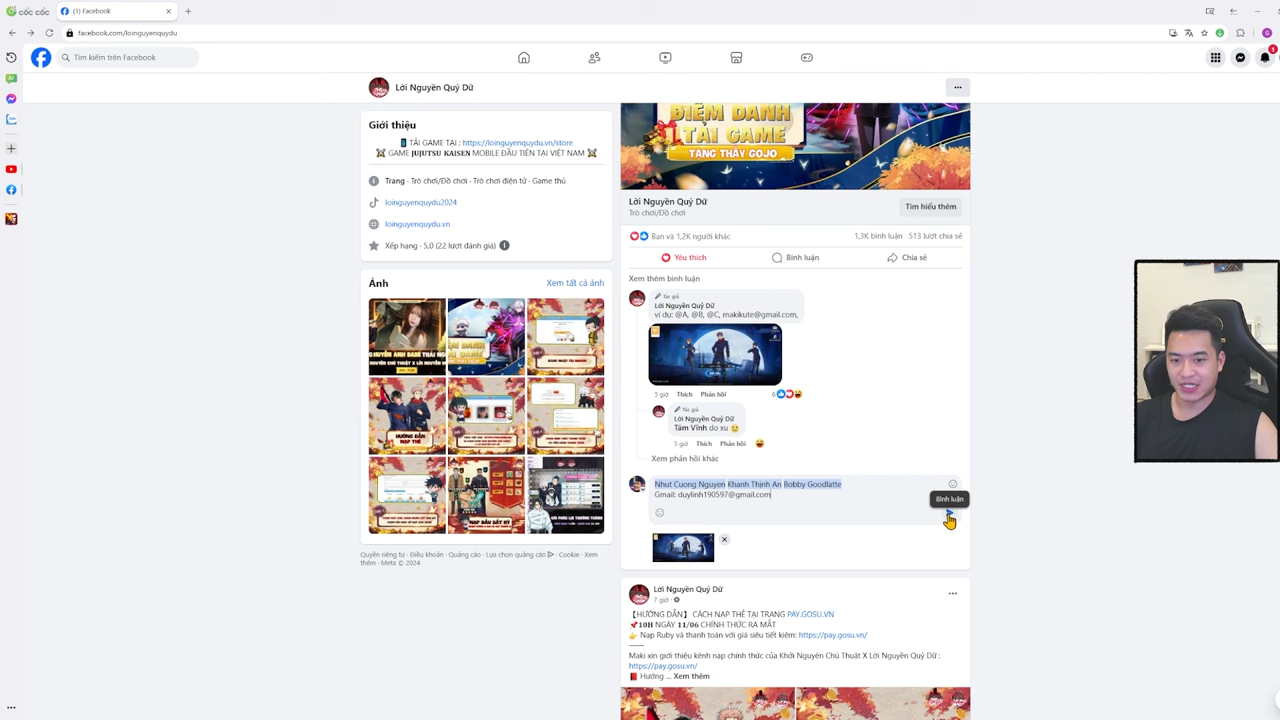 cốc cốc
(1) Facebook
facebook.com/loinguyenquydu
Tìm kiếm trên Facebook
Lời Nguyền Quỷ Dữ
Giới thiệu
TẢI GAME TẠI : https://loinguyenquydu.vn/store
GAME JUJUTSU KAISEN MOBILE ĐẦU TIÊN TẠI VIỆT NAM
Trang · Trò chơi/Đồ chơi · Trò chơi điện tử · Game thủ
loinguyenquydu2024
loinguyenquydu.vn
Xếp hạng · 5,0 (22 lượt đánh giá)
Ảnh
Xem tất cả ảnh
HƯỚNG DẪN
NẠP THẺ
Quyền riêng tư · Điều khoản · Quảng cáo · Lựa chọn quảng cáo · Cookie · Xem
thêm · Meta © 2024
ĐIỂM DANH
TẢI GAME
TẶNG THẦY GOJO
Lời Nguyền Quỷ Dữ
Trò chơi/Đồ chơi
Tìm hiểu thêm
Bạn và 1,2K người khác
1,3K bình luận 513 lượt chia sẻ
Yêu thích
Bình luận
Chia sẻ
Xem thêm bình luận
Tác giả
Lời Nguyền Quỷ Dữ
ví dụ: @A, @B, @C, makikute@gmail.com,
5 giờ Thích Phản hồi 6
Tác giả
Lời Nguyền Quỷ Dữ
Tâm Vĩnh do xu
5 giờ Thích Phản hồi
Xem phản hồi khác
Nhut Cuong Nguyen Khanh Thinh An Bobby Goodlatte
Gmail: duylinh190597@gmail.com
Bình luận
Lời Nguyền Quỷ Dữ
7 giờ ·
【HƯỚNG DẪN】 CÁCH NẠP THẺ TẠI TRANG PAY.GOSU.VN
10H NGÀY 11/06 CHÍNH THỨC RA MẮT
Nạp Ruby và thanh toán với giá siêu tiết kiệm: https://pay.gosu.vn/
Maki xin giới thiệu kênh nạp chính thức của Khởi Nguyên Chú Thuật X Lời Nguyền Quỷ Dữ :
https://pay.gosu.vn/
Hướng ... Xem thêm